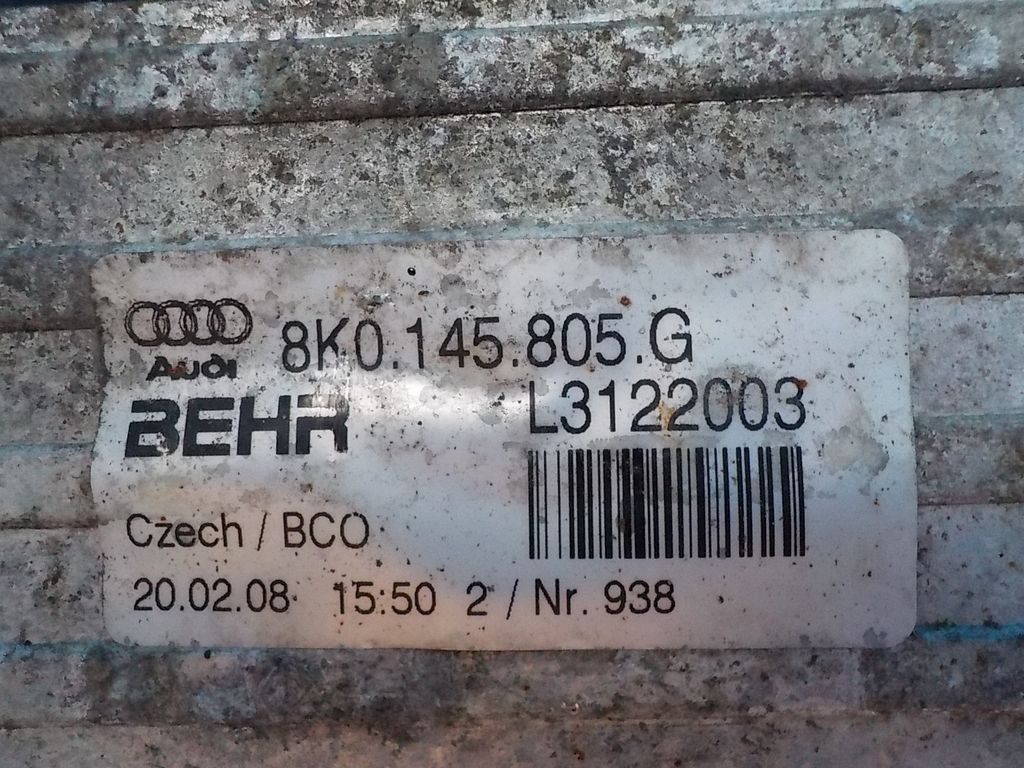 Audi 8K0.145.805.G
BEHR L3122003
Czech / BCO
20.02.08 15:50 2 / Nr. 938